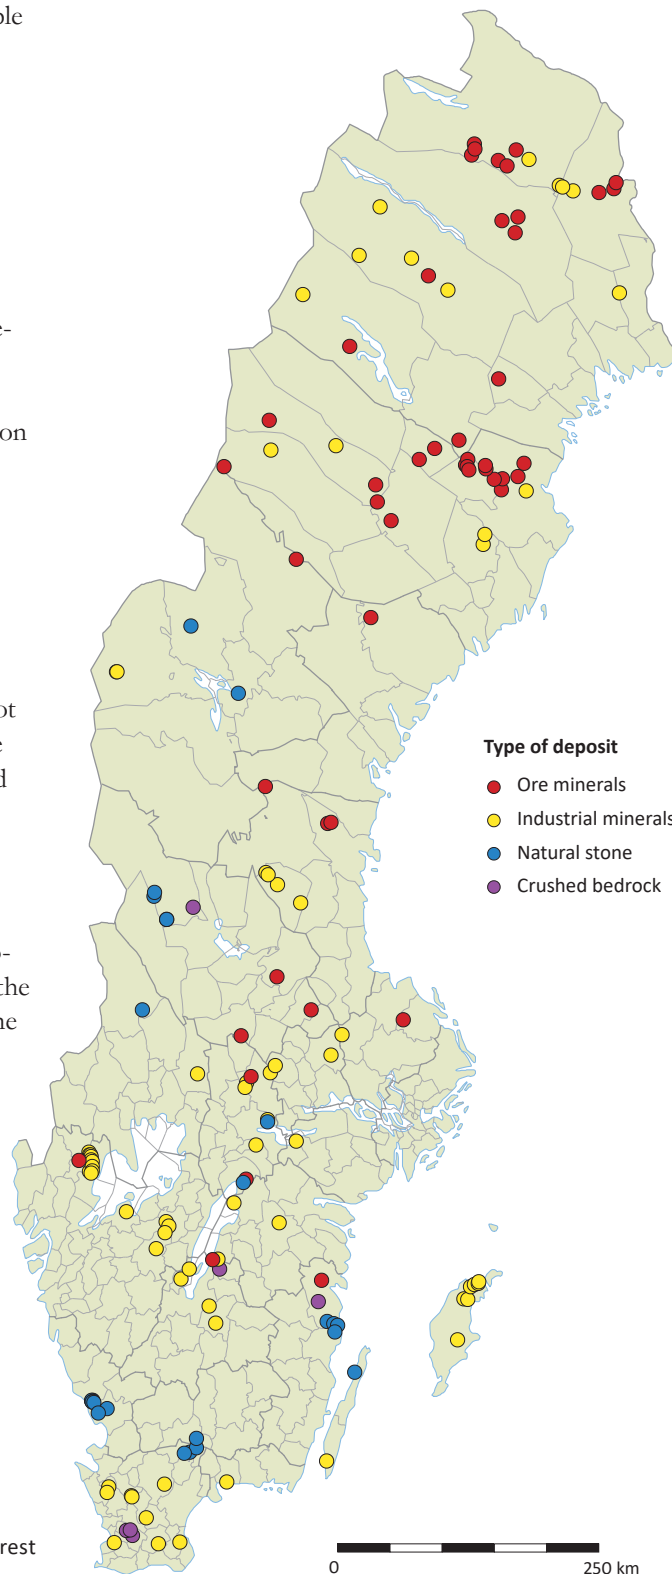 ple
e-
on
ot
e
d
Type of deposit
Ore minerals
Industrial minerals
Natural stone
Crushed bedrock
o-
the
ne
rest
0
250 km